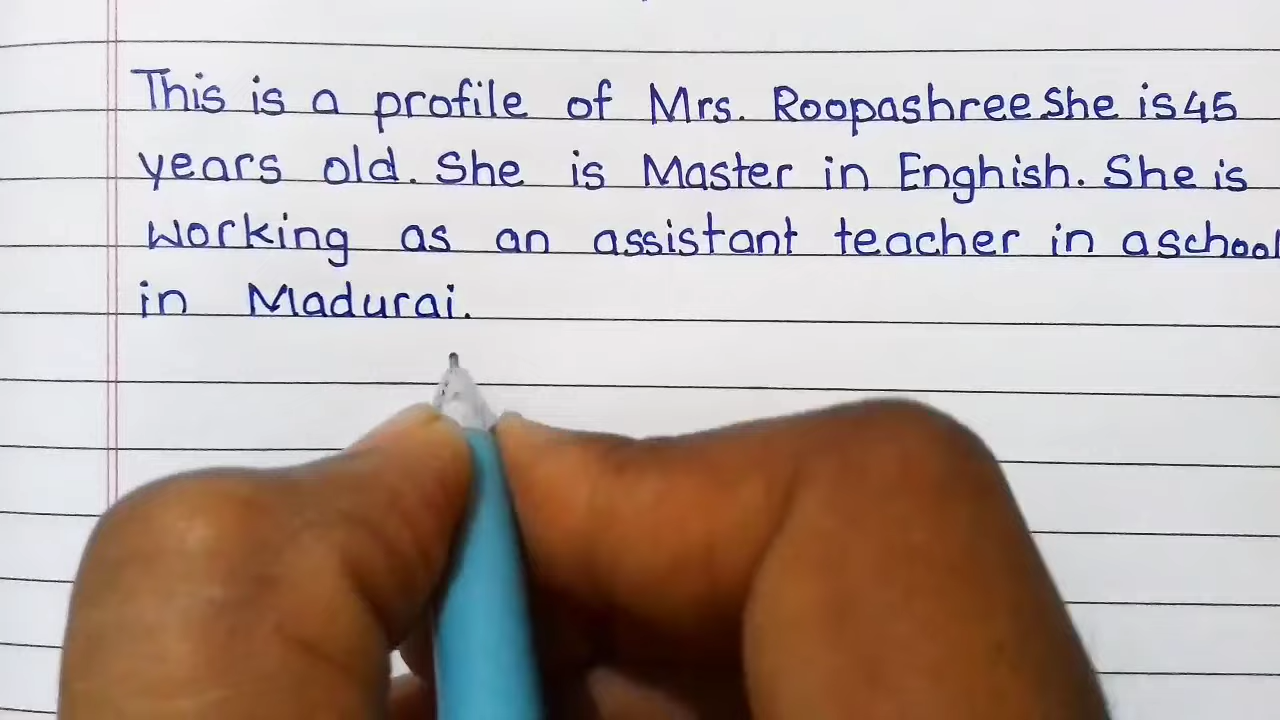 This is a profile of Mrs. Roopashree She is 45
years old. She is Master in Enghish. She is
working as an assistant teacher in a school
in Madurai.